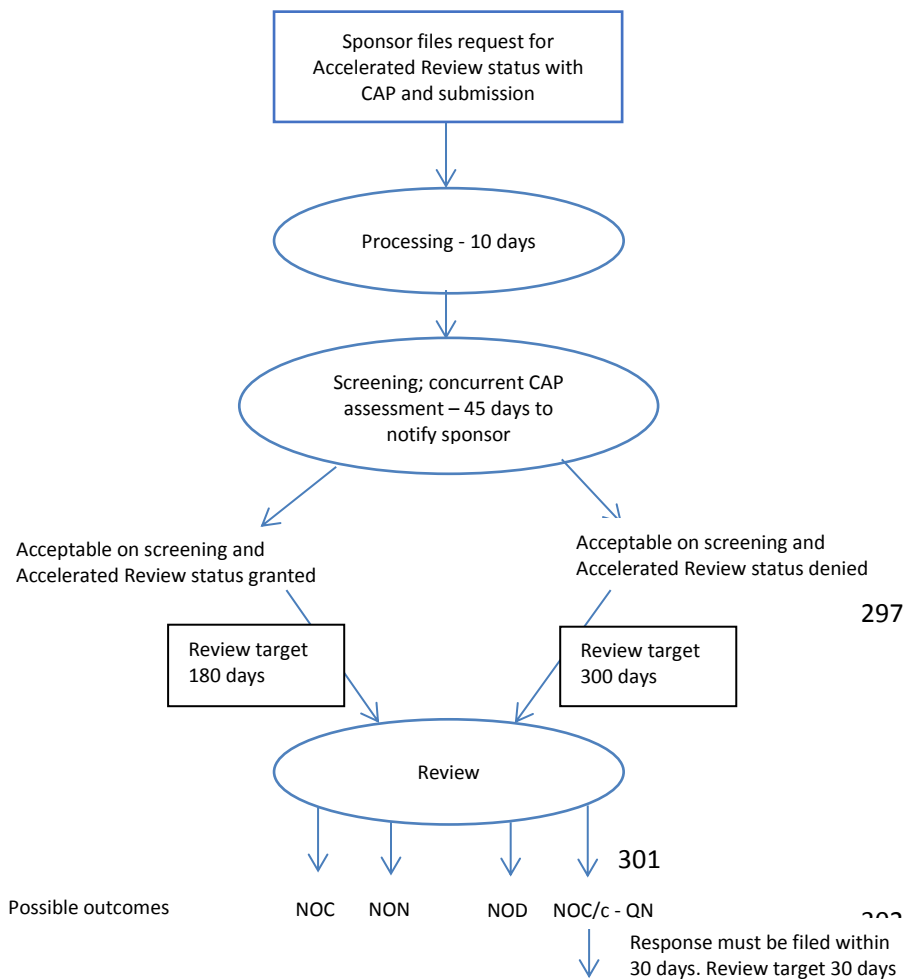 Sponsor files request for
Accelerated Review status with
CAP and submission
Processing - 10 days
Screening; concurrent CAP
assessment – 45 days to
notify sponsor
Acceptable on screening and
Accelerated Review status granted
Acceptable on screening and
Accelerated Review status denied
297
Review target
180 days
Review target
300 days
Review
301
Possible outcomes
NOC
NON
NOD
NOC/c - QN
Response must be filed within
30 days. Review target 30 days